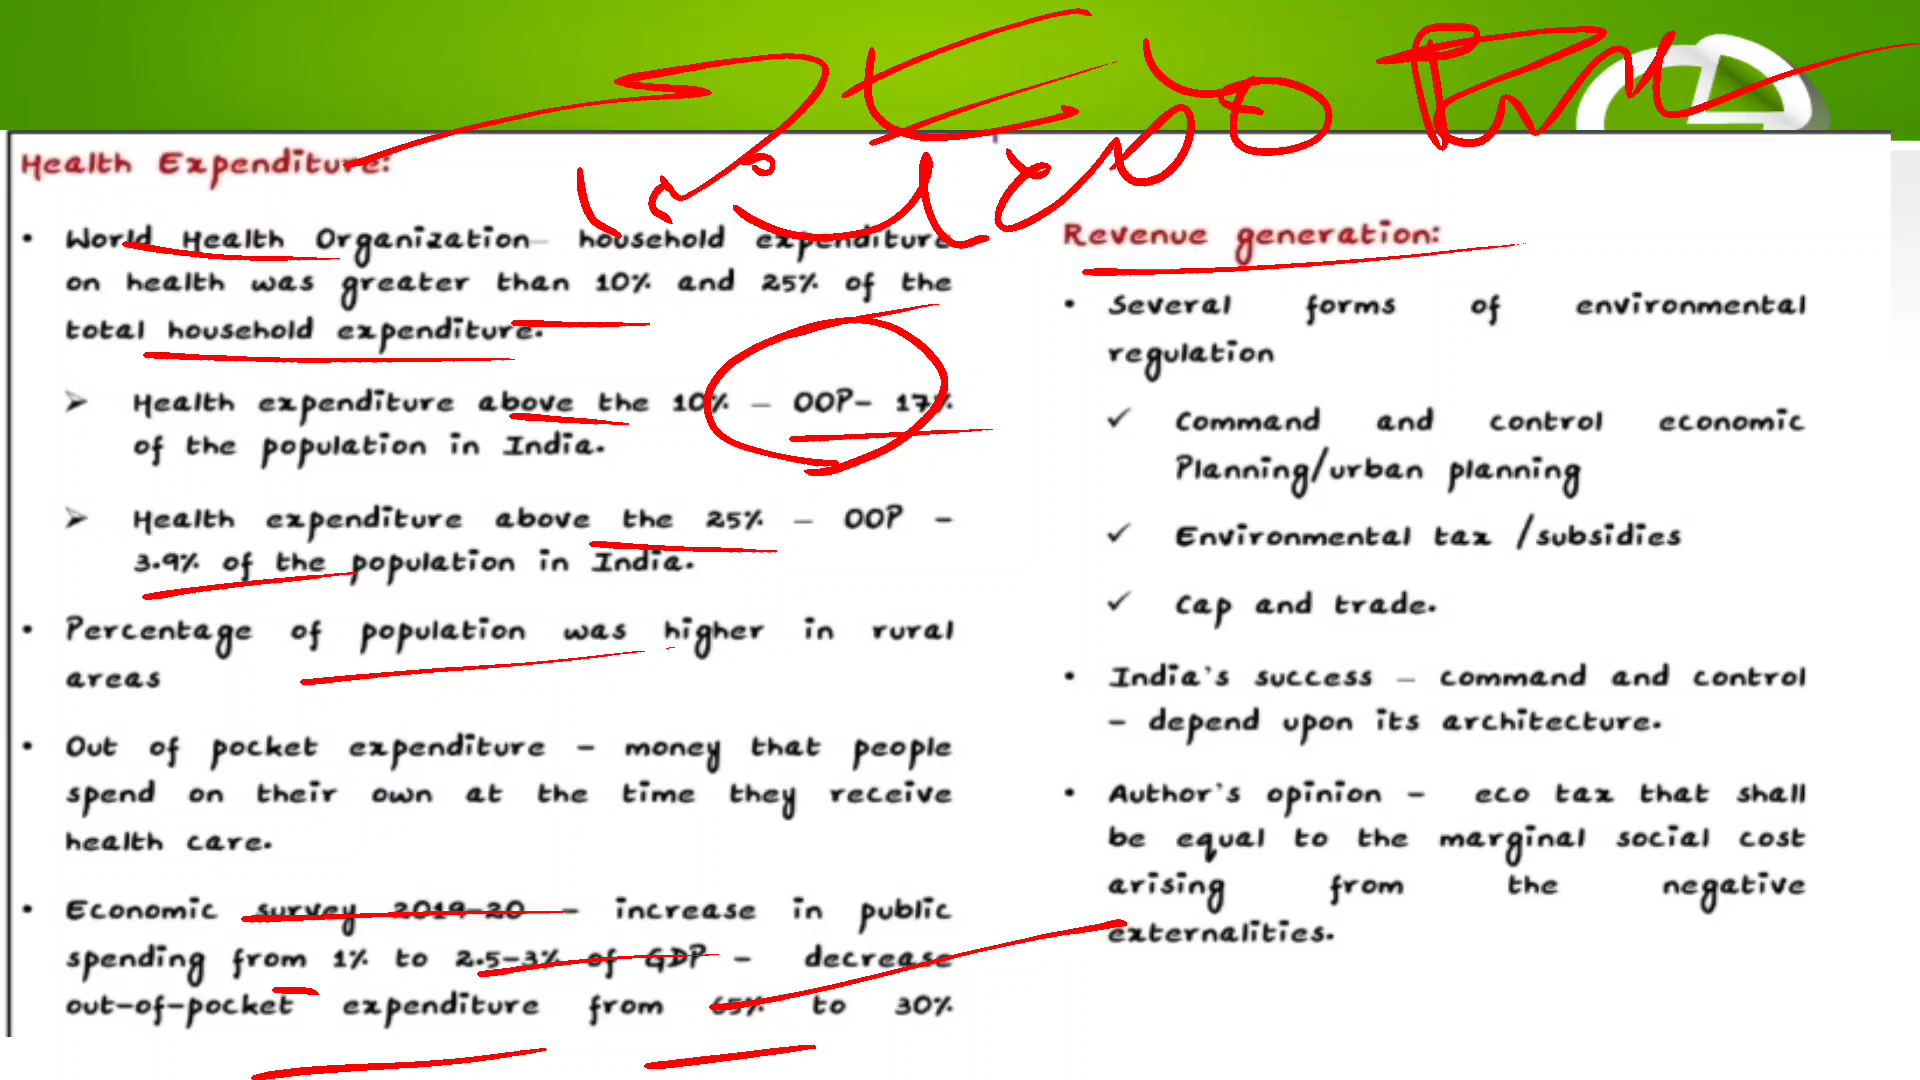 Health Expenditure:
• World Health Organization– household expenditure
on health was greater than 10% and 25% of the
total household expenditure.
➢ Health expenditure above the 10% – OOP– 17%
of the population in India.
➢ Health expenditure above the 25% – OOP –
3.9% of the population in India.
• Percentage of population was higher in rural
areas
• Out of pocket expenditure – money that people
spend on their own at the time they receive
health care.
• Economic survey 2019-20 – increase in public
spending from 1% to 2.5-3% of GDP – decrease
out-of-pocket expenditure from 65% to 30%
Revenue generation:
• Several forms of environmental
regulation
✓ Command and control economic
Planning/urban planning
✓ Environmental tax /subsidies
✓ Cap and trade.
• India's success – command and control
– depend upon its architecture.
• Author's opinion – eco tax that shall
be equal to the marginal social cost
arising from the negative
externalities.